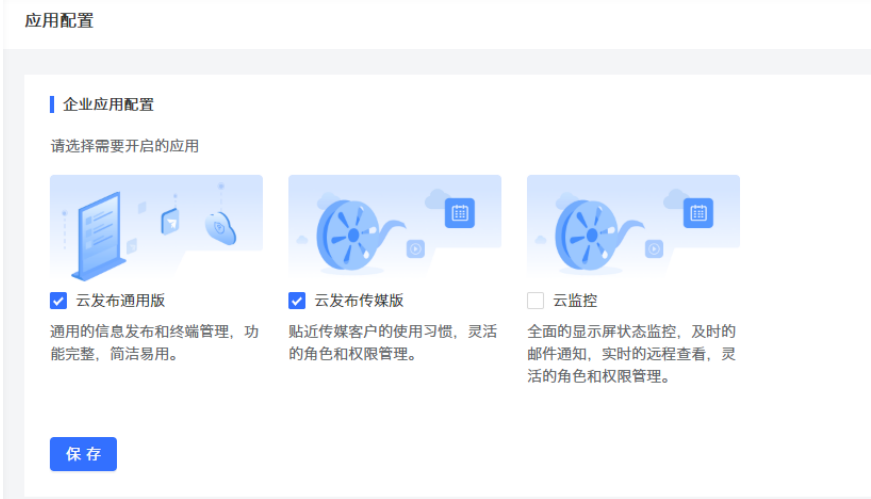 应用配置
企业应用配置
请选择需要开启的应用
云发布通用版
通用的信息发布和终端管理，功
能完整，简洁易用。
云发布传媒版
贴近传媒客户的使用习惯，灵活
的角色和权限管理。
云监控
全面的显示屏状态监控，及时的
邮件通知，实时的远程查看，灵
活的角色和权限管理。
保存